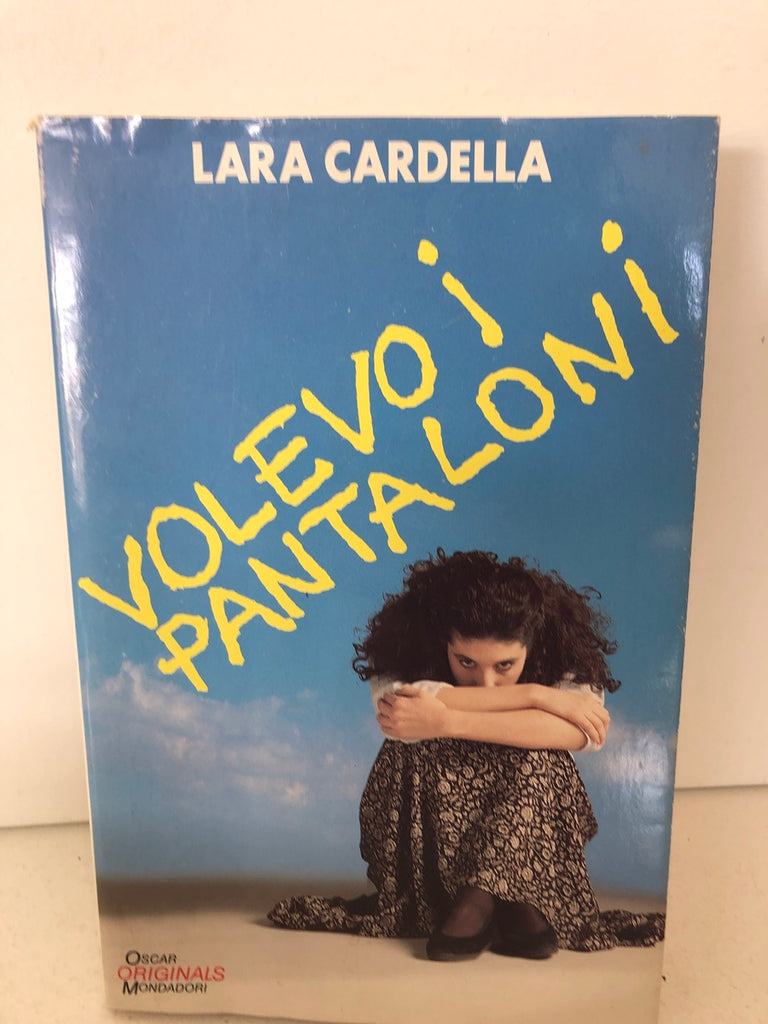 LARA CARDELLA
VOLEVO i
PANTALONi
OSCAR
ORIGINALS
MONDADORI